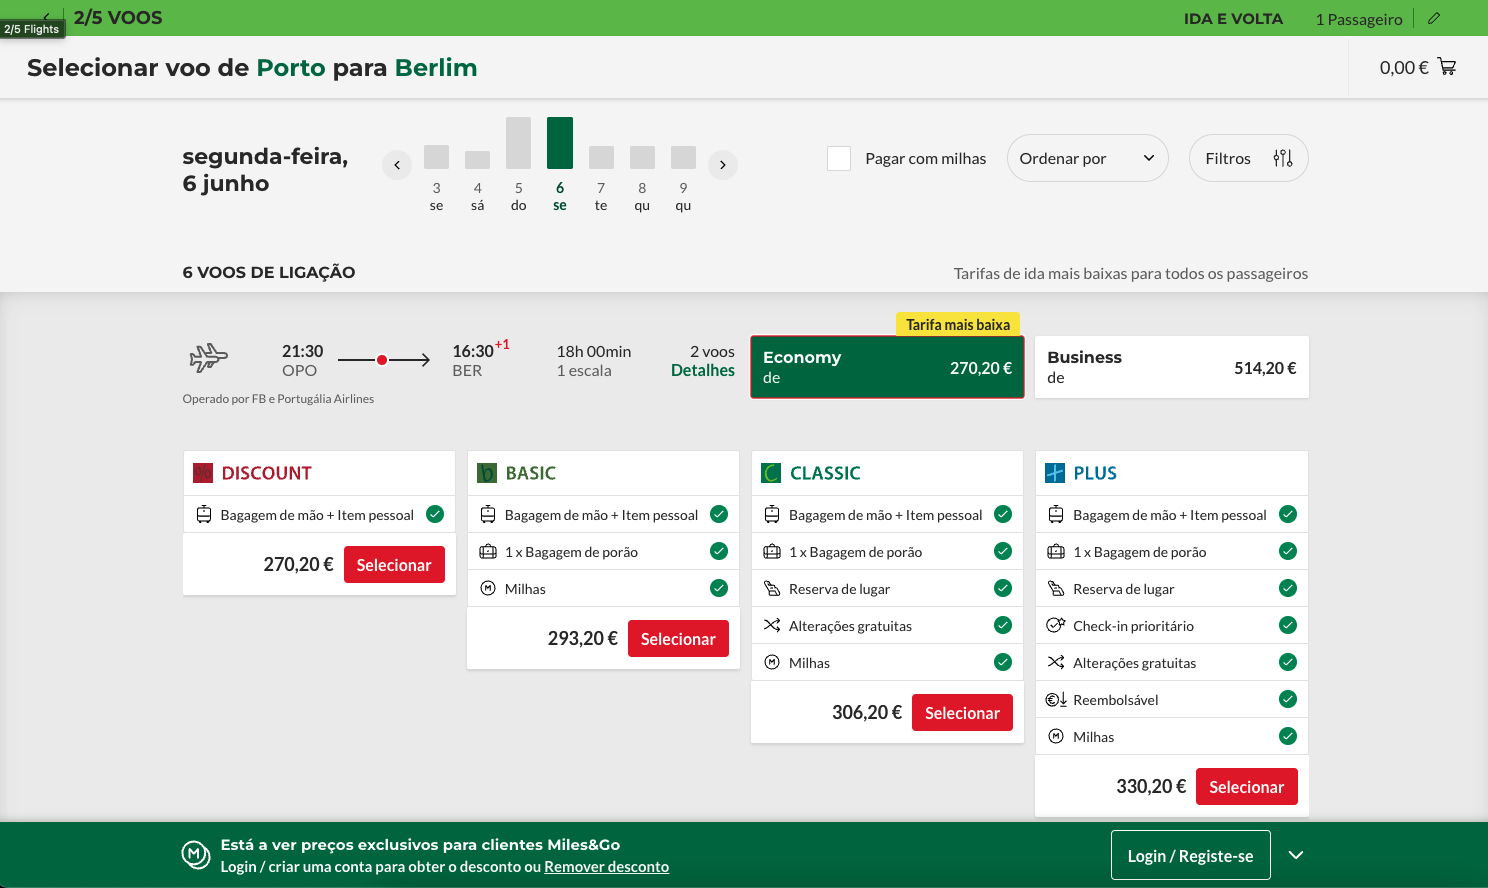 2/5 VOOS
IDA E VOLTA
1 Passageiro
2/5 Flights
Selecionar voo de Porto para Berlim
0,00 €
segunda-feira,
6 junho
3 4 5 6 7 8 9
se sá do se te qu qu
Pagar com milhas
Ordenar por
Filtros
6 VOOS DE LIGAÇÃO
Tarifas de ida mais baixas para todos os passageiros
Tarifa mais baixa
21:30
OPO
16:30+1
BER
18h 00min
1 escala
2 voos
Detalhes
Economy
de
270,20 €
Business
de
514,20 €
Operado por FB e Portugália Airlines
DISCOUNT
Bagagem de mão + Item pessoal
270,20 €
Selecionar
BASIC
Bagagem de mão + Item pessoal
1 x Bagagem de porão
Milhas
293,20 €
Selecionar
CLASSIC
Bagagem de mão + Item pessoal
1 x Bagagem de porão
Reserva de lugar
Alterações gratuitas
Milhas
306,20 €
Selecionar
PLUS
Bagagem de mão + Item pessoal
1 x Bagagem de porão
Reserva de lugar
Check-in prioritário
Alterações gratuitas
Reembolsável
Milhas
330,20 €
Selecionar
Está a ver preços exclusivos para clientes Miles&Go
Login / criar uma conta para obter o desconto ou Remover desconto
Login / Registe-se